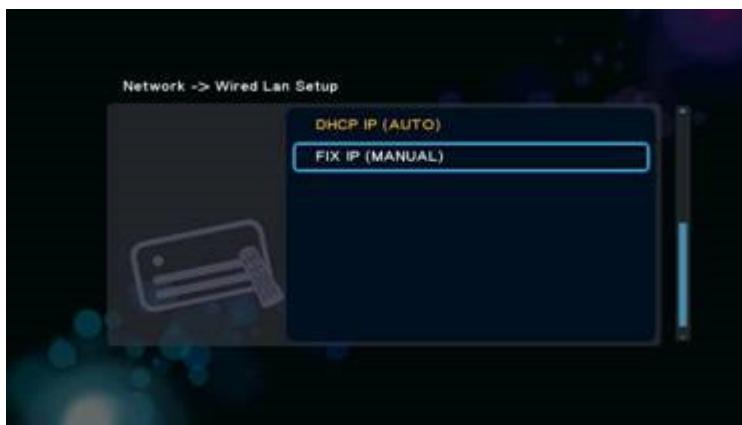 Network -> Wired Lan Setup
DHCP IP (AUTO)
FIX IP (MANUAL)